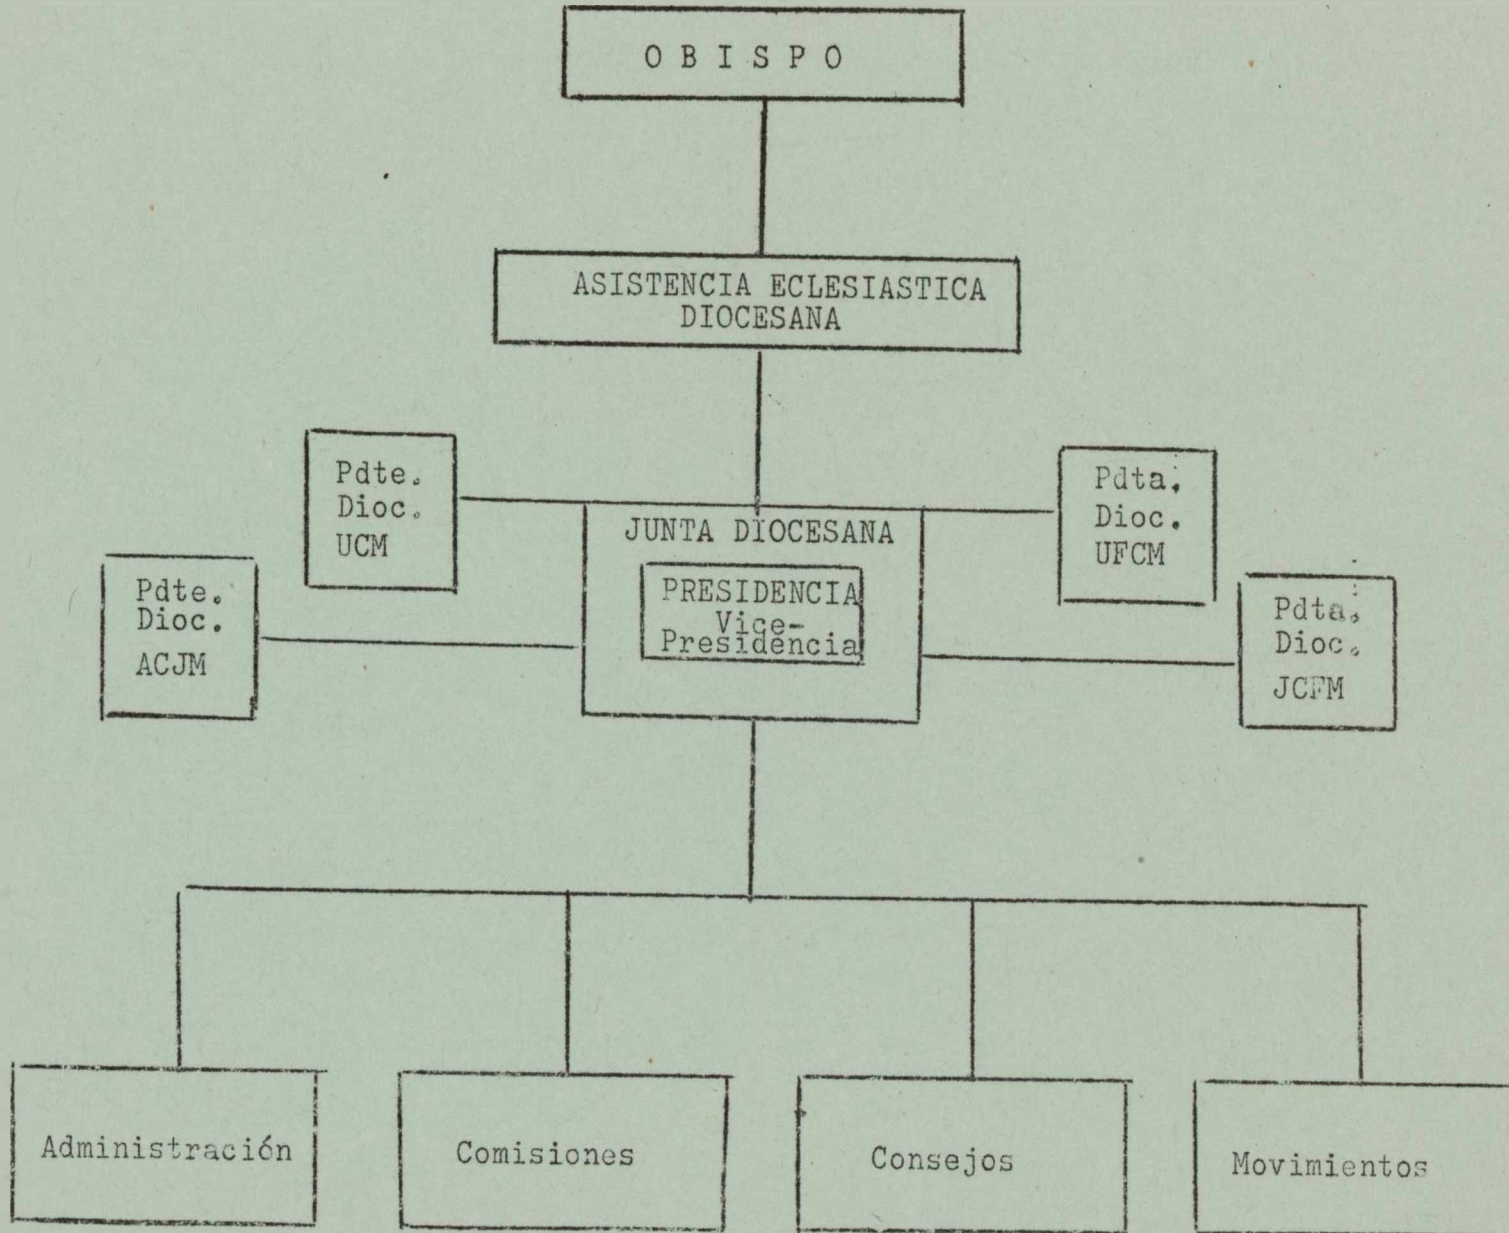 O B I S P O
ASISTENCIA ECLESIASTICA
DIOCESANA
Pdte.
Dioc.
UCM
Pdta.
Dioc.
UFCM
JUNTA DIOCESANA
PRESIDENCIA
Vice-
Presidencia
Pdte.
Dioc.
ACJM
Pdta.
Dioc.
JCFM
Administración
Comisiones
Consejos
Movimientos